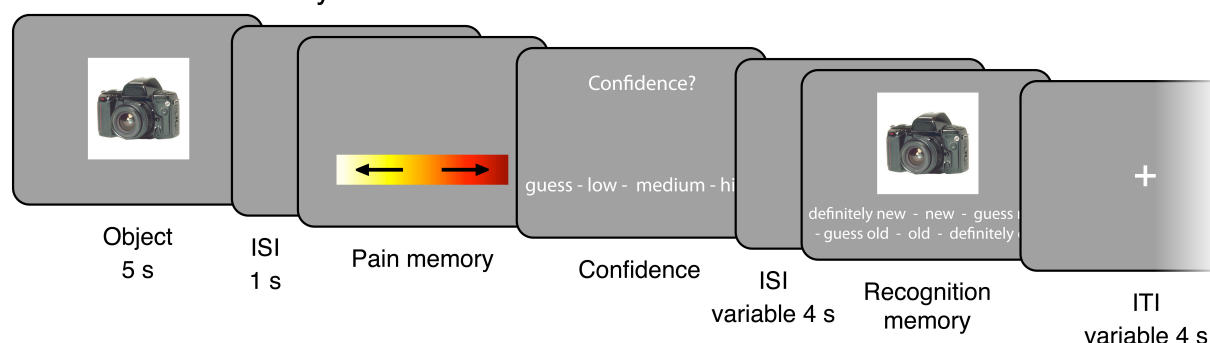 Object
5 s
ISI
1 s
Pain memory
Confidence?
guess - low -  medium - hi
Confidence
ISI
variable 4 s
definitely new  -  new  -  guess
- guess old  -  old  -  definitely
Recognition
memory
+
ITI
variable 4 s